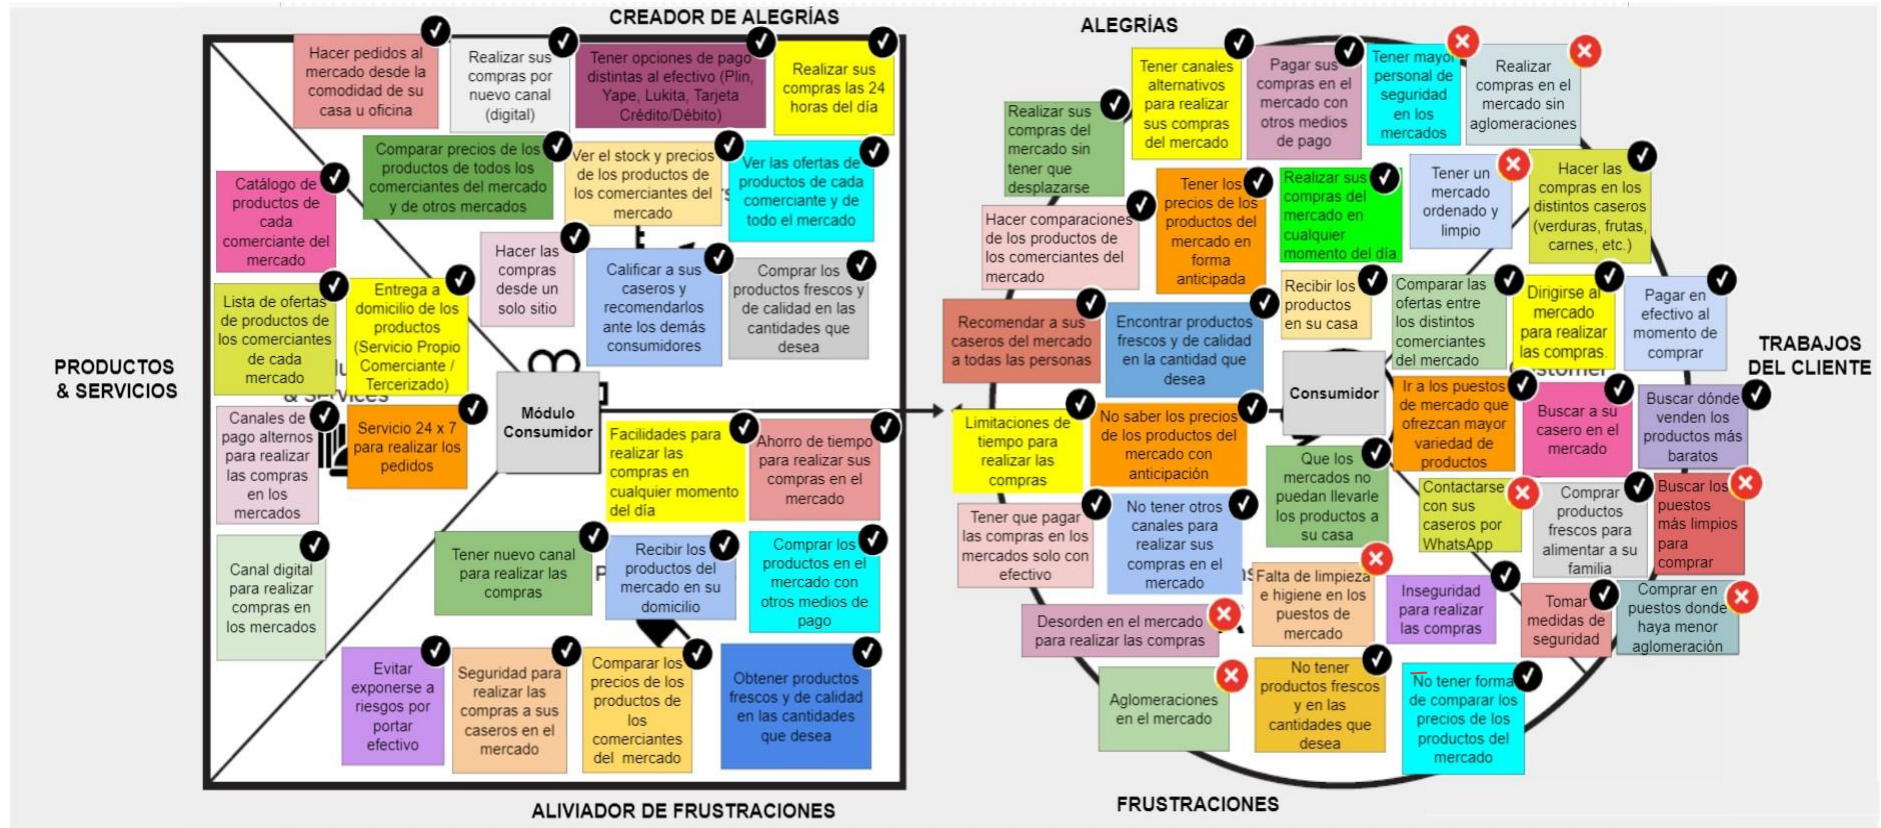 CREADOR DE ALEGRÍAS
Hacer pedidos al
mercado desde la
comodidad de su
casa u oficina
Realizar sus
compras por
nuevo canal
(digital)
Tener opciones de pago
distintas al efectivo (Plin,
Yape, Lukita, Tarjeta
Crédito/Débito)
Realizar sus
compras las 24
horas del día
Comparar precios de los
productos de todos los
comerciantes del mercado
y de otros mercados
Ver el stock y precios
de los productos de
los comerciantes del
mercado
Ver las ofertas de
productos de cada
comerciante y de
todo el mercado
Hacer las
compras desde
un solo sitio
Calificar a sus
caseros y
recomendarlos
ante los demás
consumidores
Comprar los
productos frescos y
de calidad en las
cantidades que
desea
PRODUCTOS
& SERVICIOS
Catálogo de
productos de
cada
comerciante del
mercado
Lista de ofertas
de productos de
los comerciantes
de cada
mercado
Entrega a
domicilio de los
productos
(Servicio Propio
Comerciante /
Tercerizado)
& Services
Canales de
pago alternos
para realizar
las compras
en los
mercados
Servicio 24 x 7
para realizar los
pedidos
Canal digital
para realizar
compras en
los mercados
Módulo
Consumidor
Facilidades para
realizar las
compras en
cualquier momento
del día
Ahorro de tiempo
para realizar sus
compras en el
mercado
Tener nuevo canal
para realizar las
compras
Recibir los
productos del
mercado en su
domicilio
Comprar los
productos en el
mercado con
otros medios de
pago
Evitar
exponerse a
riesgos por
portar
efectivo
Seguridad para
realizar las
compras a sus
caseros en el
mercado
Comparar los
precios de los
productos de
los
comerciantes
del mercado
Obtener productos
frescos y de calidad
en las cantidades
que desea
ALIVIADOR DE FRUSTRACIONES
ALEGRÍAS
Realizar sus
compras del
mercado sin
tener que
desplazarse
Tener canales
alternativos
para realizar
sus compras
del mercado
Pagar sus
compras en el
mercado con
otros medios
de pago
Tener mayor
personal de
seguridad
en los
mercados
Realizar
compras en el
mercado sin
aglomeraciones
Hacer comparaciones
de los productos de
los comerciantes del
mercado
Tener los
precios de los
productos del
mercado en
forma
anticipada
Realizar sus
compras del
mercado en
cualquier
momento del día
Tener un
mercado
ordenado y
limpio
Recomendar a sus
caseros del mercado
a todas las personas
Encontrar productos
frescos y de calidad
en la cantidad que
desea
Recibir los
productos
en su casa
Consumidor
TRABAJOS
DEL CLIENTE
Hacer las
compras en los
distintos caseros
(verduras, frutas,
carnes, etc.)
Comparar las
ofertas entre
los distintos
comerciantes
del mercado
Dirigirse al
mercado
para realizar
las compras.
Pagar en
efectivo al
momento de
comprar
Ir a los puestos
de mercado que
ofrezcan mayor
variedad de
productos
Buscar a su
casero en el
mercado
Buscar dónde
venden los
productos más
baratos
Contactarse
con sus
caseros por
WhatsApp
Comprar
productos
frescos para
alimentar a su
familia
Buscar los
puestos
más limpios
para
comprar
Tomar
medidas de
seguridad
Comprar en
puestos donde
haya menor
aglomeración
Limitaciones de
tiempo para
realizar las
compras
No saber los precios
de los productos del
mercado con
anticipación
Que los
mercados no
puedan llevarle
los productos a
su casa
Tener que pagar
las compras en los
mercados solo con
efectivo
No tener otros
canales para
realizar sus
compras en el
mercado
Falta de limpieza
e higiene en los
puestos de
mercado
Inseguridad
para realizar
las compras
Desorden en el mercado
para realizar las compras
Aglomeraciones
en el mercado
No tener
productos frescos
y en las
cantidades que
desea
No tener forma
de comparar los
precios de los
productos del
mercado
FRUSTRACIONES